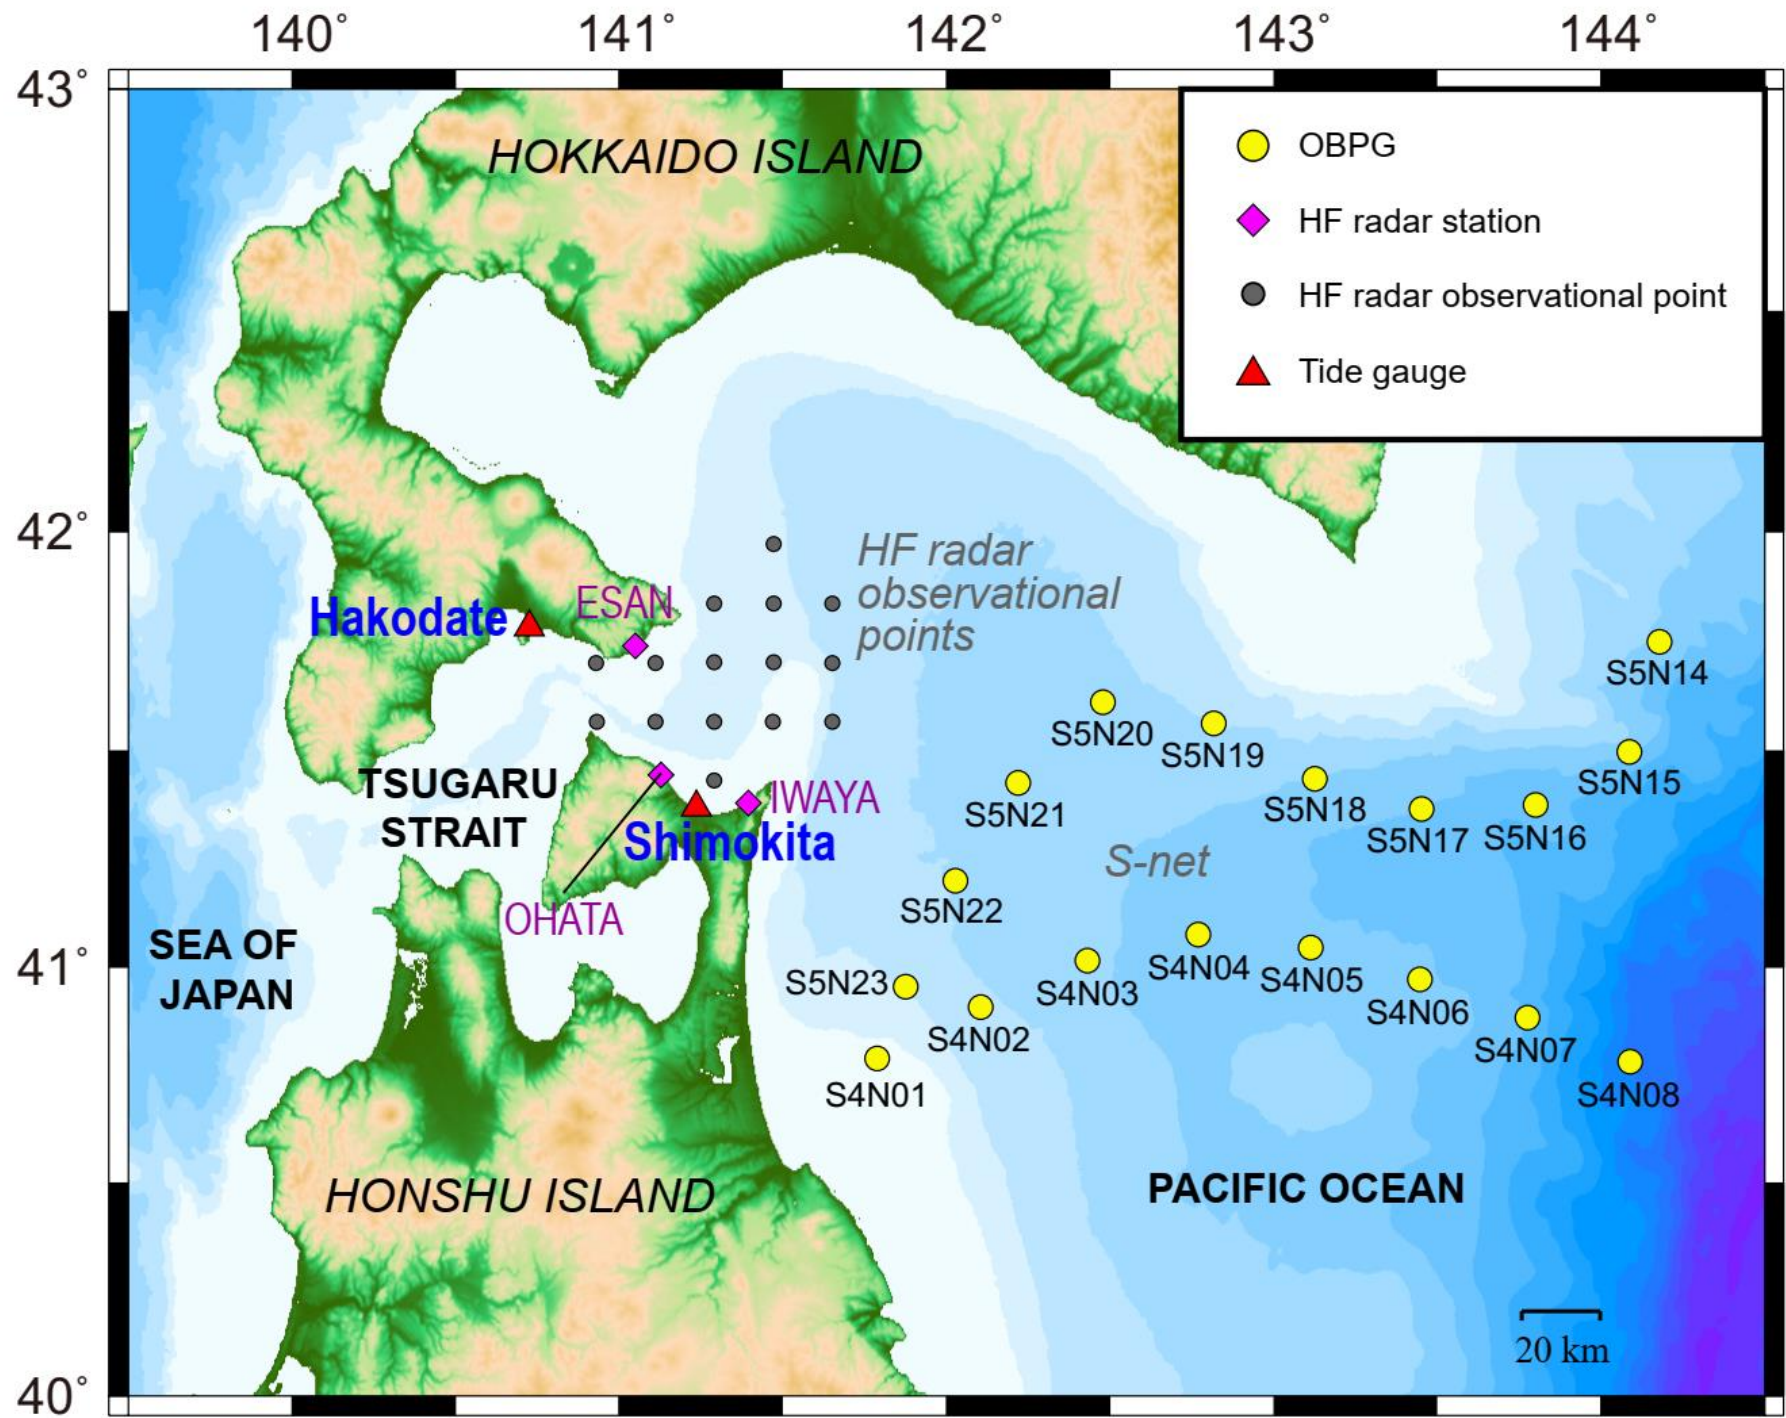 140° 141° 142° 143° 144°
43°
42°
41°
40°
HOKKAIDO ISLAND
OBPG
HF radar station
HF radar observational point
Tide gauge
HF radar
observational
points
Hakodate
ESAN
TSUGARU
STRAIT
IWAYA
Shimokita
OHATA
SEA OF
JAPAN
HONSHU ISLAND
S-net
S5N14
S5N15
S5N16
S5N17
S5N18
S5N19
S5N20
S5N21
S5N22
S5N23
S4N01
S4N02
S4N03
S4N04
S4N05
S4N06
S4N07
S4N08
PACIFIC OCEAN
20 km